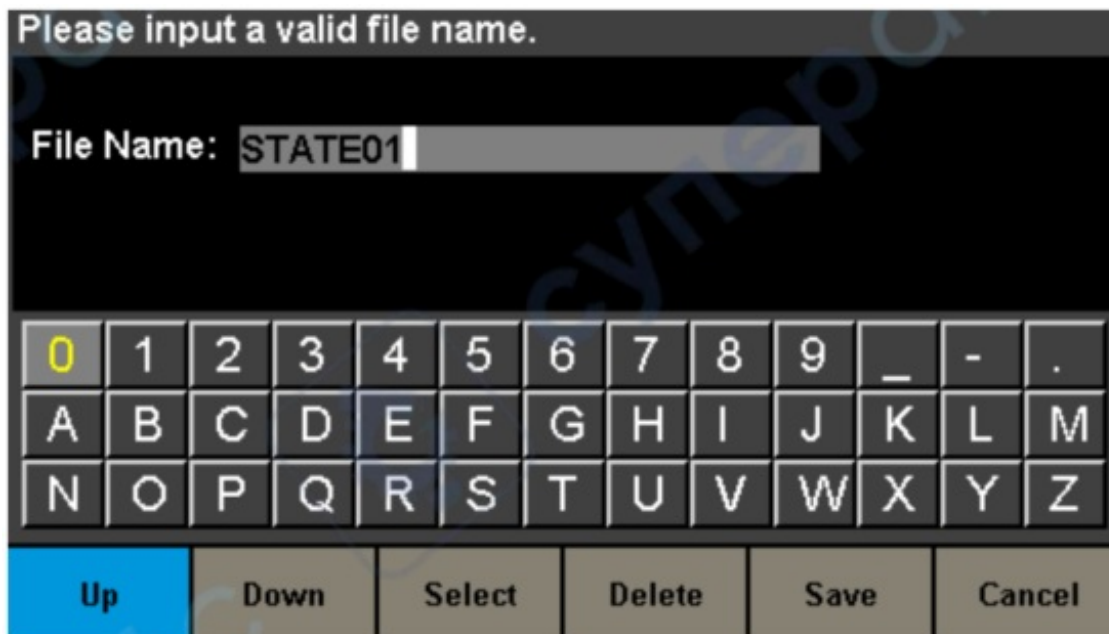 Please input a valid file name.
File Name: STATE01
0 1 2 3 4 5 6 7 8 9 _ - .
A B C D E F G H I J K L M
N O P Q R S T U V W X Y Z
Up Down Select Delete Save Cancel
супер